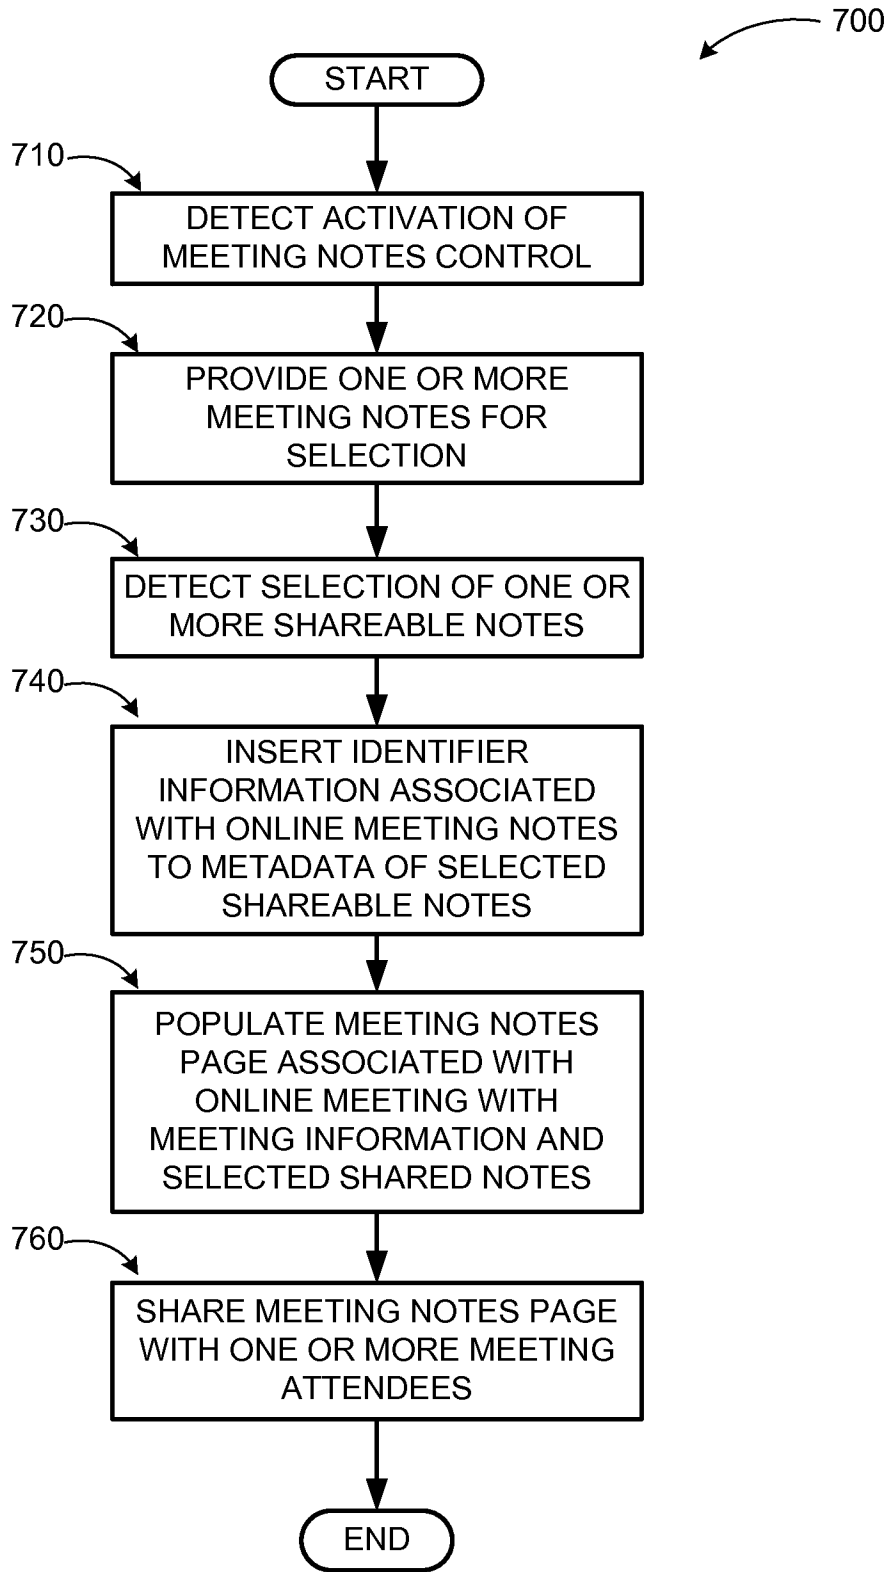 700
START
710
DETECT ACTIVATION OF
MEETING NOTES CONTROL
720
PROVIDE ONE OR MORE
MEETING NOTES FOR
SELECTION
730
DETECT SELECTION OF ONE OR
MORE SHAREABLE NOTES
740
INSERT IDENTIFIER
INFORMATION ASSOCIATED
WITH ONLINE MEETING NOTES
TO METADATA OF SELECTED
SHAREABLE NOTES
750
POPULATE MEETING NOTES
PAGE ASSOCIATED WITH
ONLINE MEETING WITH
MEETING INFORMATION AND
SELECTED SHARED NOTES
760
SHARE MEETING NOTES PAGE
WITH ONE OR MORE MEETING
ATTENDEES
END